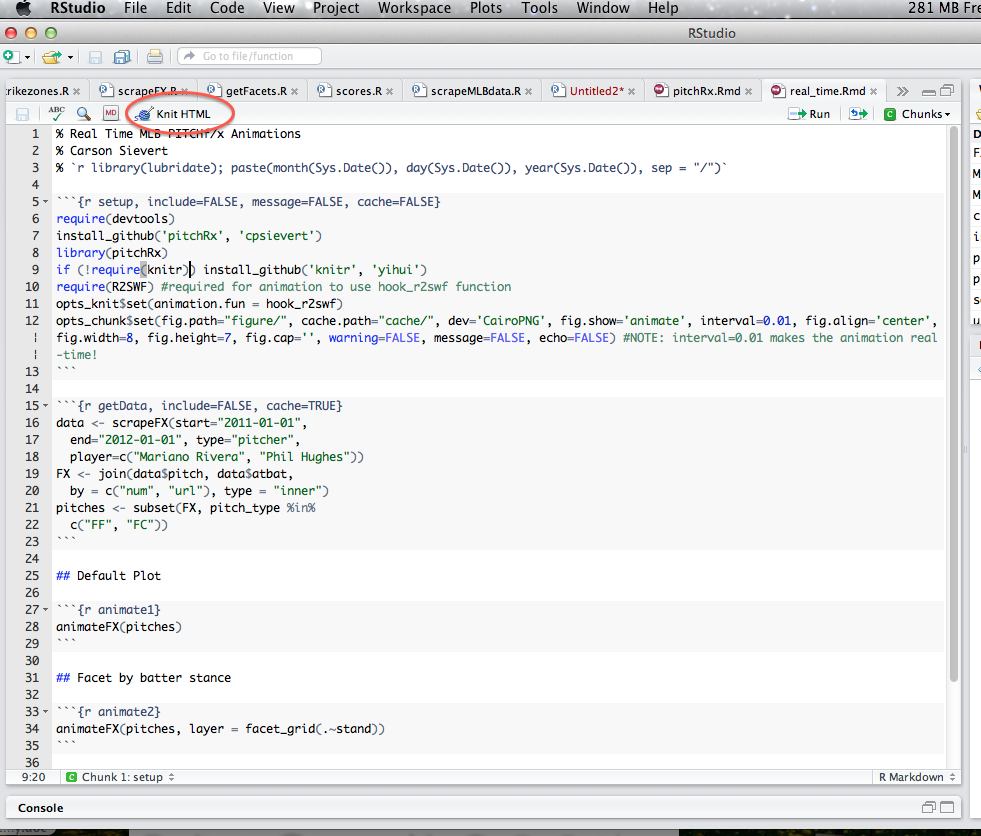 RStudio File Edit Code View Project Workspace Plots Tools Window Help 281 MB Fre
RStudio
Go to file/function
rikezones.R scrapeFX.R getFacets.R scores.R scrapeMLBdata.R Untitled2* pitchRx.Rmd real_time.Rmd
ABC MD Knit HTML Run Chunks
1 % Real Time MLB PITCHf/x Animations
2 % Carson Sievert
3 % `r library(lubridate); paste(month(Sys.Date()), day(Sys.Date()), year(Sys.Date()), sep = "/")`
4
5 ```{r setup, include=FALSE, message=FALSE, cache=FALSE}
6 require(devtools)
7 install_github('pitchRx', 'cpsievert')
8 library(pitchRx)
9 if (!require(knitr)) install_github('knitr', 'yihui')
10 require(R2SWF) #required for animation to use hook_r2swf function
11 opts_knit$set(animation.fun = hook_r2swf)
12 opts_chunk$set(fig.path="figure/", cache.path="cache/", dev='CairoPNG', fig.show='animate', interval=0.01, fig.align='center',
fig.width=8, fig.height=7, fig.cap='', warning=FALSE, message=FALSE, echo=FALSE) #NOTE: interval=0.01 makes the animation real
-time!
13 ```
14
15 ```{r getData, include=FALSE, cache=TRUE}
16 data <- scrapeFX(start="2011-01-01",
17 end="2012-01-01", type="pitcher",
18 player=c("Mariano Rivera", "Phil Hughes"))
19 FX <- join(data$pitch, data$atbat,
20 by = c("num", "url"), type = "inner")
21 pitches <- subset(FX, pitch_type %in%
22 c("FF", "FC"))
23 ```
24
25 ## Default Plot
26
27 ```{r animate1}
28 animateFX(pitches)
29 ```
30
31 ## Facet by batter stance
32
33 ```{r animate2}
34 animateFX(pitches, layer = facet_grid(.~stand))
35 ```
36
9:20 C Chunk 1: setup R Markdown
Console